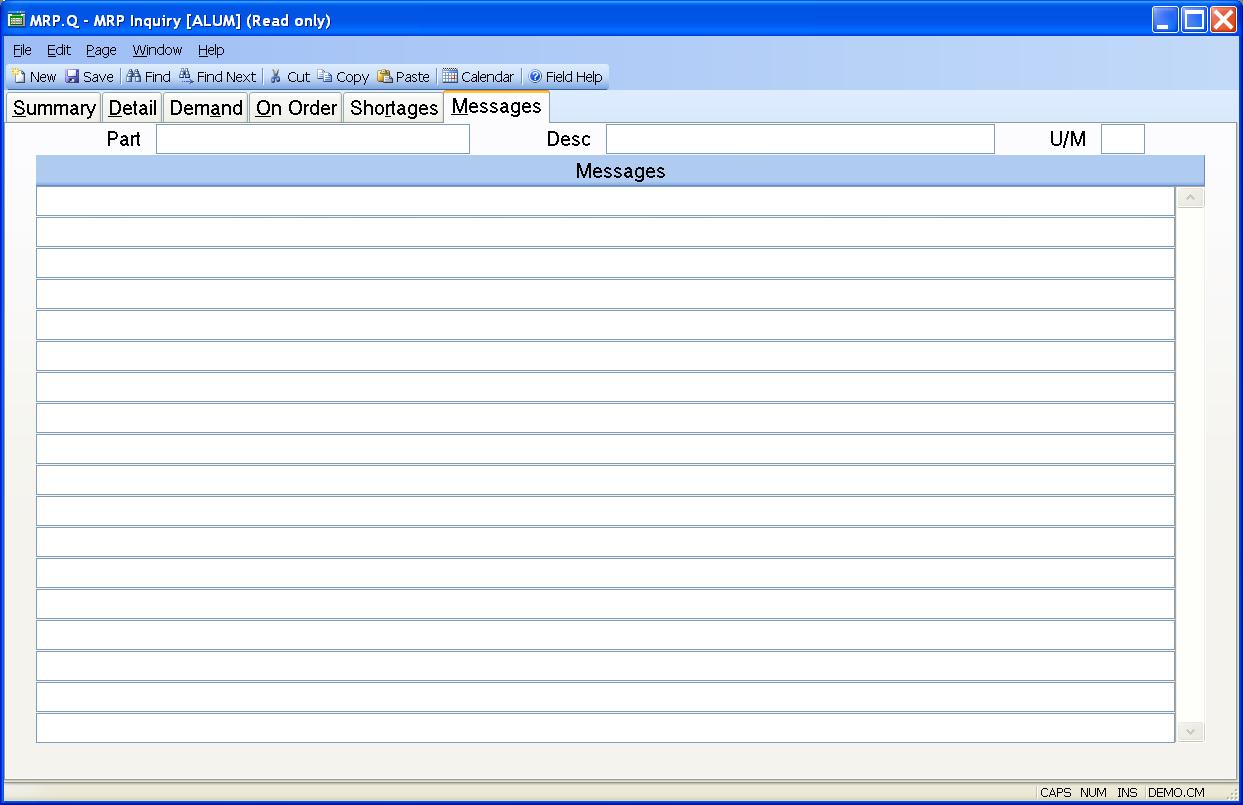 MRP.Q - MRP Inquiry [ALUM] (Read only)
File Edit Page Window Help
New Save Find Find Next Cut Copy Paste Calendar Field Help
Summary Detail Demand On Order Shortages Messages
Part Desc U/M
Messages
CAPS NUM INS DEMO.CM